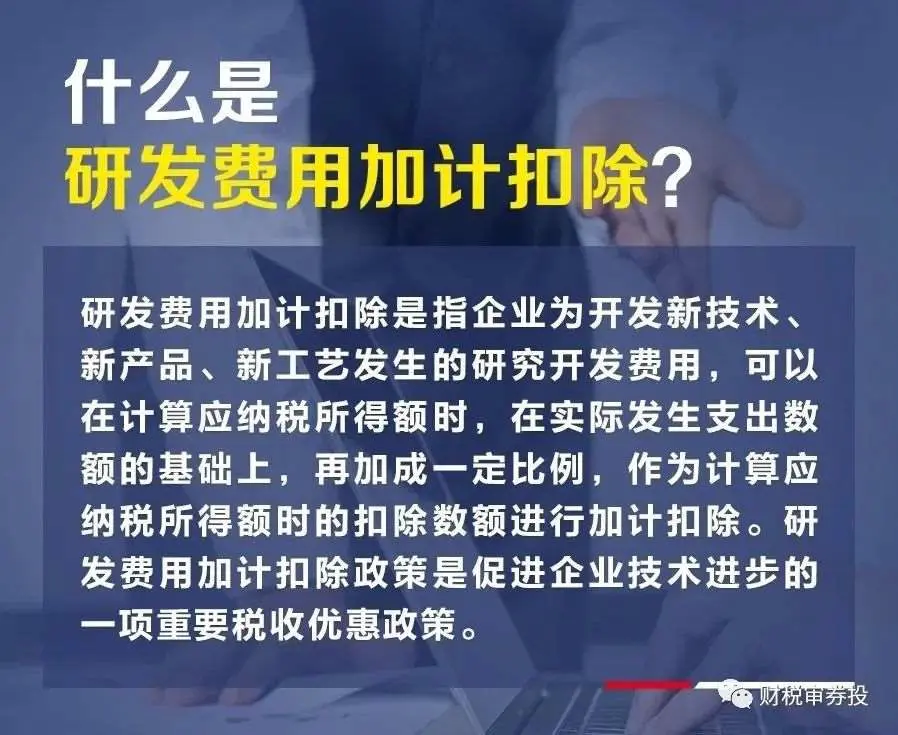 什么是
研发费用加计扣除?
研发费用加计扣除是指企业为开发新技术、
新产品、新工艺发生的研究开发费用，可以
在计算应纳税所得额时，在实际发生支出数
额的基础上，再加成一定比例，作为计算应
纳税所得额时的扣除数额进行加计扣除。研
发费用加计扣除政策是促进企业技术进步的
一项重要税收优惠政策。
财税审券投